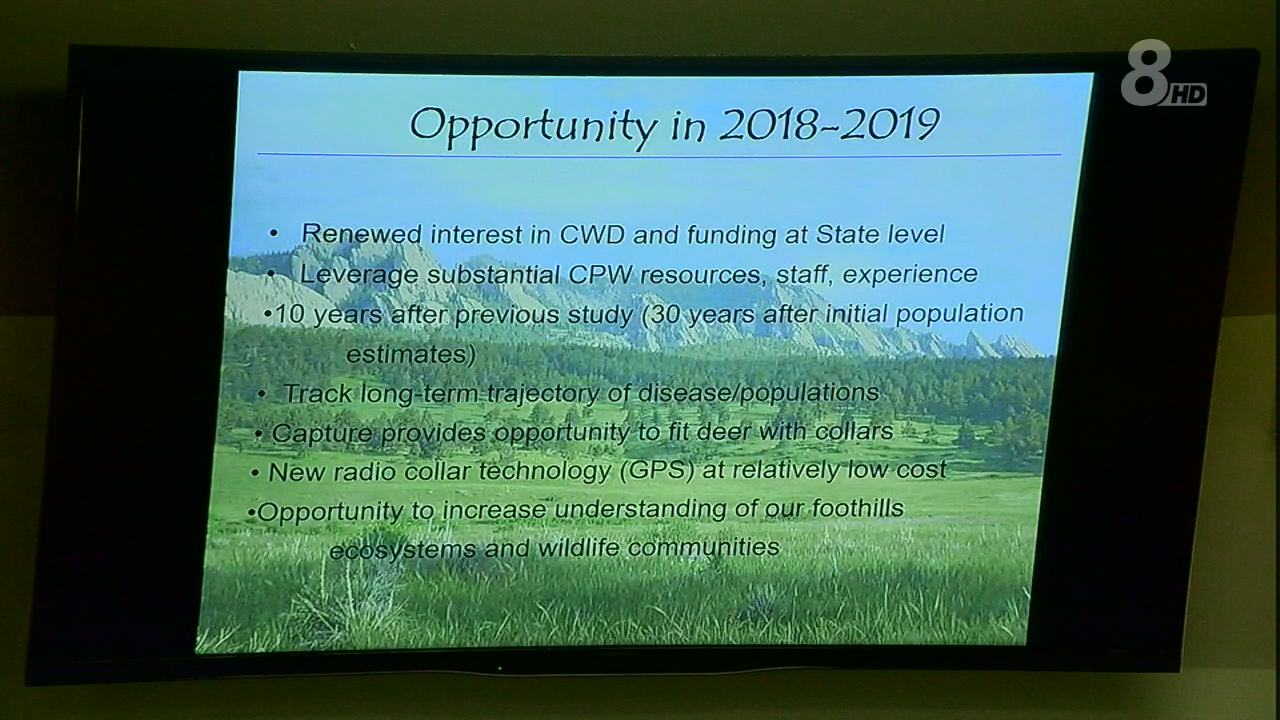 8
HD
Opportunity in 2018-2019
• Renewed interest in CWD and funding at State level
• Leverage substantial CPW resources, staff, experience
•10 years after previous study (30 years after initial population
estimates)
• Track long-term trajectory of disease/populations
• Capture provides opportunity to fit deer with collars
• New radio collar technology (GPS) at relatively low cost
•Opportunity to increase understanding of our foothills
ecosystems and wildlife communities